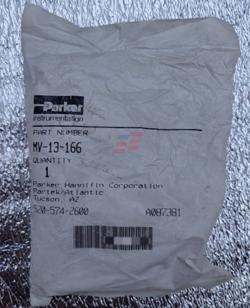 Parker
Instrumentation
PART NUMBER
MV-13-166
QUANTITY
1
Parker Hannifin Corporation
Partek/Atlantic
Tucson, AZ
520-574-2600 A087381